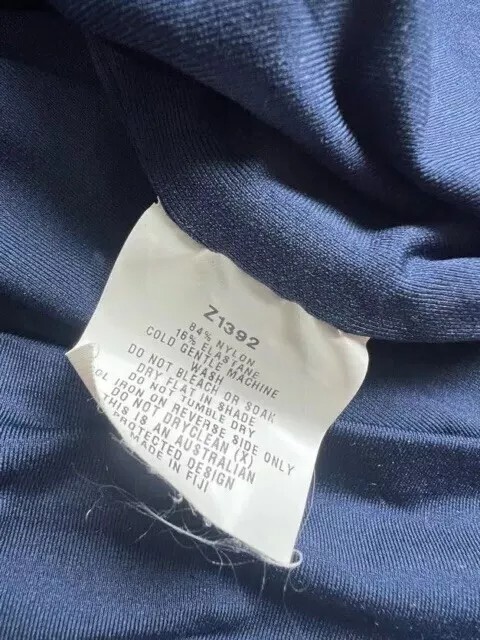 Z1392
84% NYLON
16% ELASTANE
COLD GENTLE MACHINE
WASH
DO NOT BLEACH OR SOAK
DRY FLAT IN SHADE
DO NOT TUMBLE DRY
OL IRON ON REVERSE SIDE ONLY
DO NOT DRYCLEAN (X)
THIS IS AN AUSTRALIAN
ROTECTED DESIGN
MADE IN FIJI